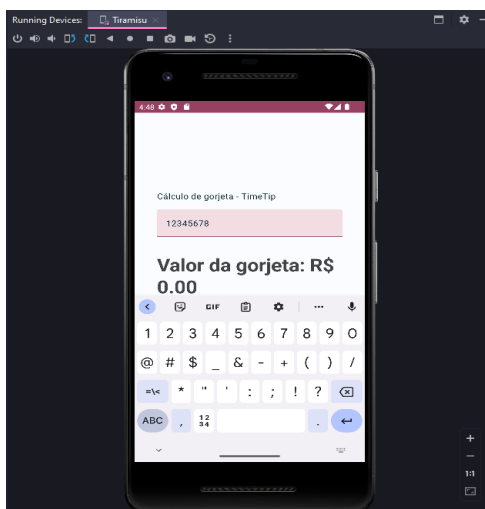 Running Devices: Tiramisu
4:48
Cálculo de gorjeta - TimeTip
12345678
Valor da gorjeta: R$
0.00
GIF
1 2 3 4 5 6 7 8 9 0
@ # $ _ & - + ( ) /
=\< * " ' : ; ! ?
ABC , 12 34 .
1:1